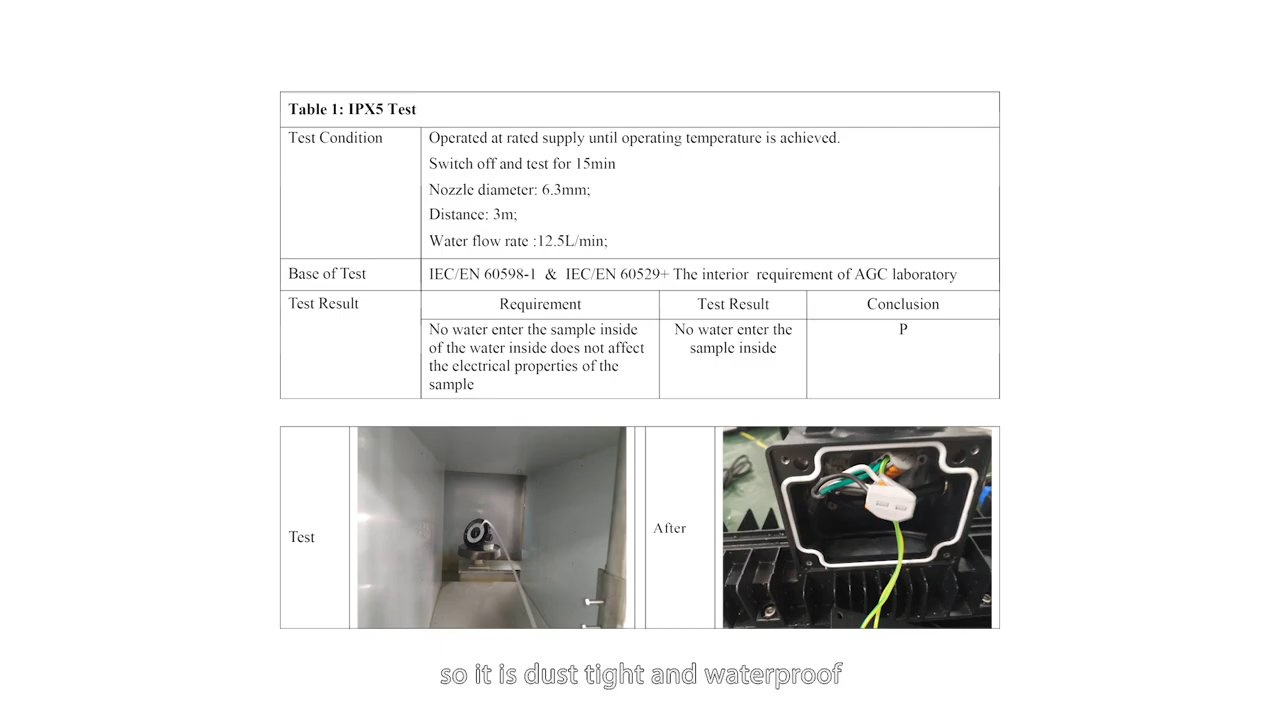 Table 1: IPX5 Test
Test Condition
Operated at rated supply until operating temperature is achieved.
Switch off and test for 15min
Nozzle diameter: 6.3mm;
Distance: 3m;
Water flow rate :12.5L/min;
Base of Test
IEC/EN 60598-1 & IEC/EN 60529+ The interior requirement of AGC laboratory
Test Result
Requirement
Test Result
Conclusion
No water enter the sample inside
of the water inside does not affect
the electrical properties of the
sample
No water enter the
sample inside
P
Test
After
so it is dust tight and waterproof